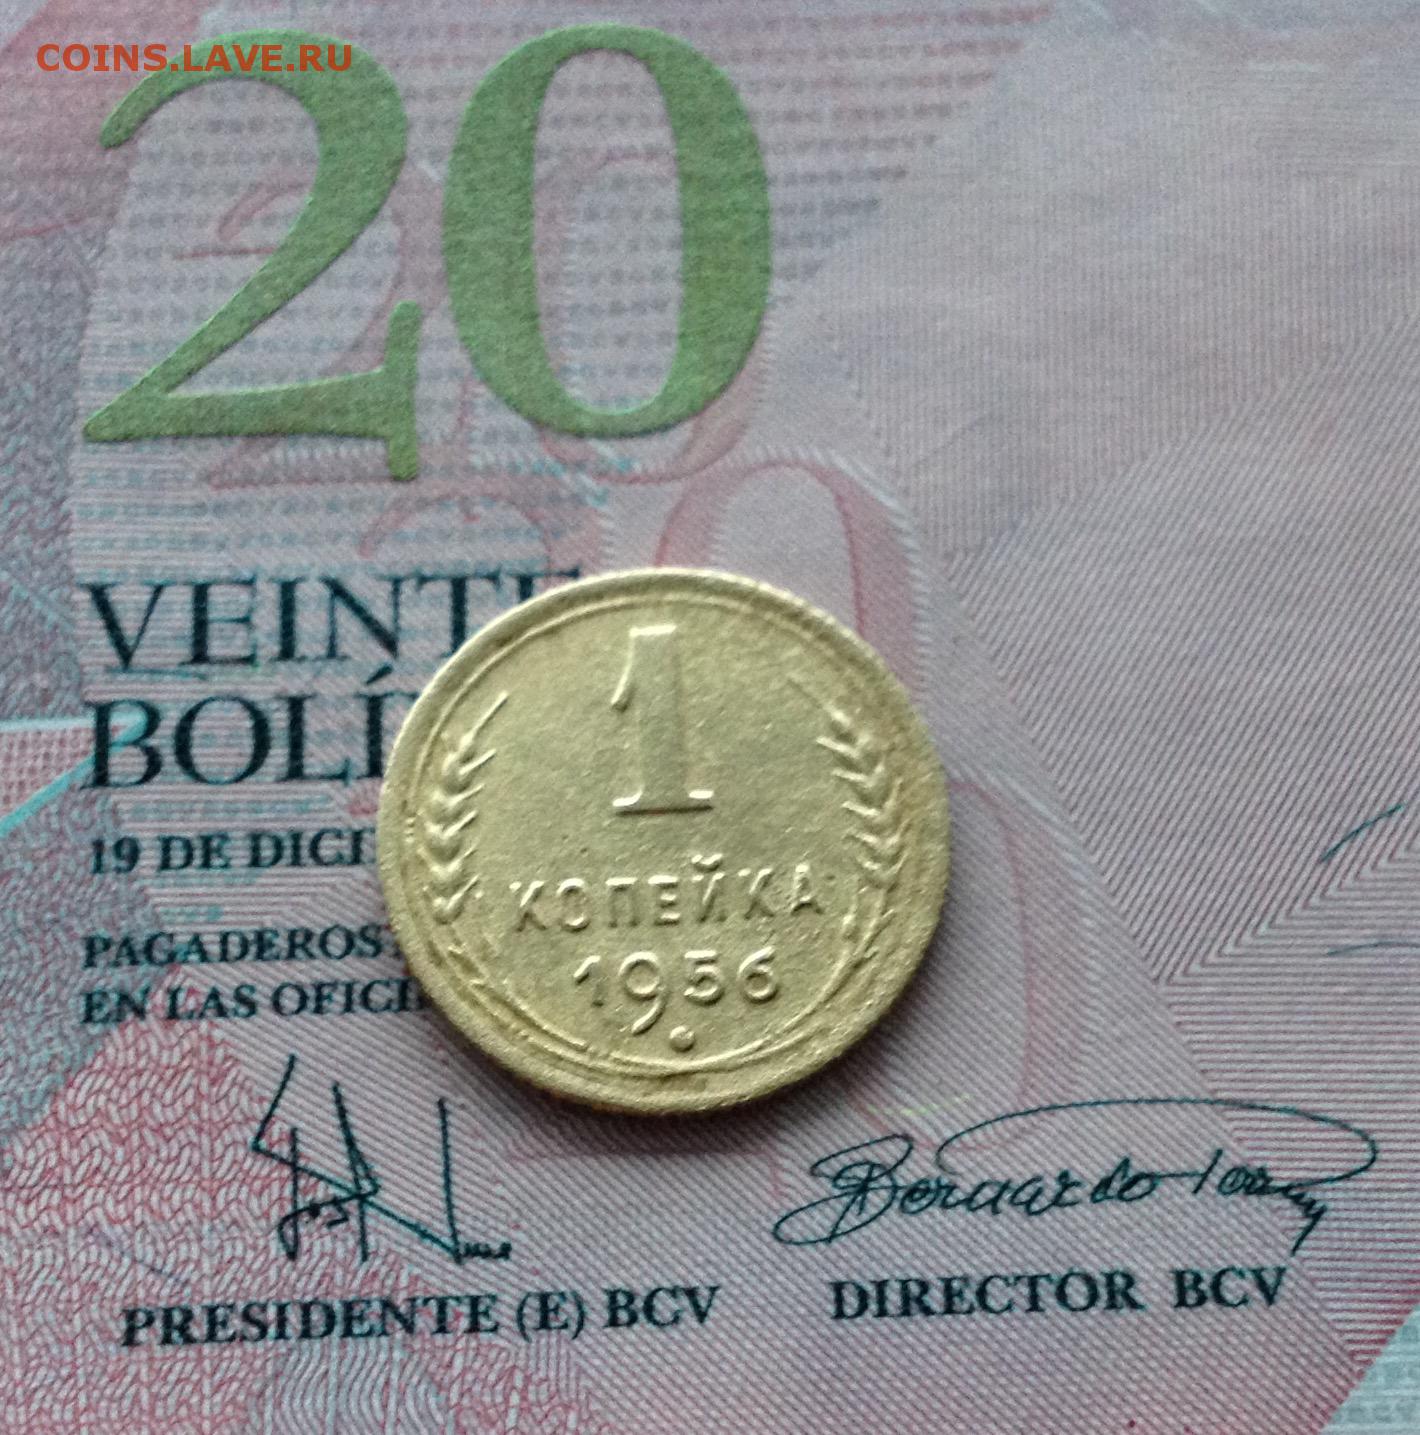 COINS.LAVE.RU
20
VEINTE
BOLÍ
19 DE DICI
PAGADEROS
EN LAS OFICI
1
КОПЕЙКА
1956
PRESIDENTE (E) BCV
DIRECTOR BCV